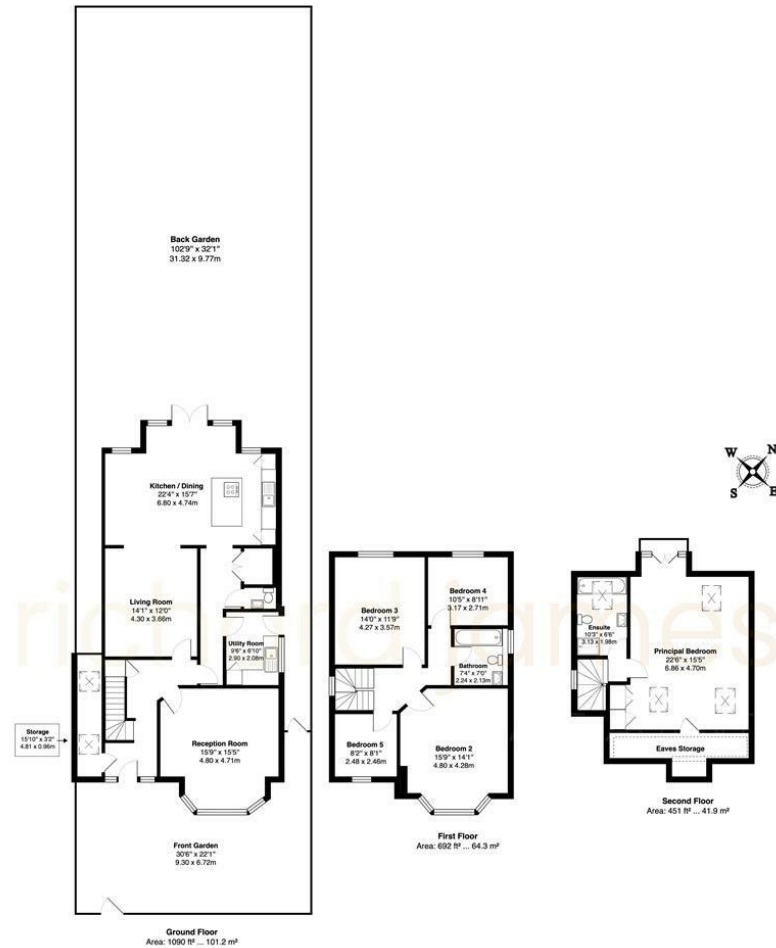 Back Garden
102'9" x 32'1"
31.32 x 9.77m
Kitchen / Dining
22'4" x 15'7"
6.80 x 4.74m
Living Room
14'1" x 12'0"
4.30 x 3.66m
Utility Room
9'6" x 6'10"
2.90 x 2.08m
Storage
15'10" x 3'2"
4.81 x 0.96m
Reception Room
15'9" x 15'5"
4.80 x 4.71m
Front Garden
30'6" x 22'1"
9.30 x 6.72m
Ground Floor
Area: 1090 ft² ... 101.2 m²
Bedroom 3
14'0" x 11'9"
4.27 x 3.57m
Bedroom 4
10'5" x 8'11"
3.17 x 2.71m
Bathroom
7'4" x 7'0"
2.24 x 2.13m
Bedroom 5
8'2" x 8'1"
2.48 x 2.46m
Bedroom 2
15'9" x 14'1"
4.80 x 4.28m
First Floor
Area: 692 ft² ... 64.3 m²
W N
S E
Ensuite
10'3" x 6'6"
3.13 x 1.98m
Principal Bedroom
22'6" x 15'5"
6.86 x 4.70m
Eaves Storage
Second Floor
Area: 451 ft² ... 41.9 m²
richard james